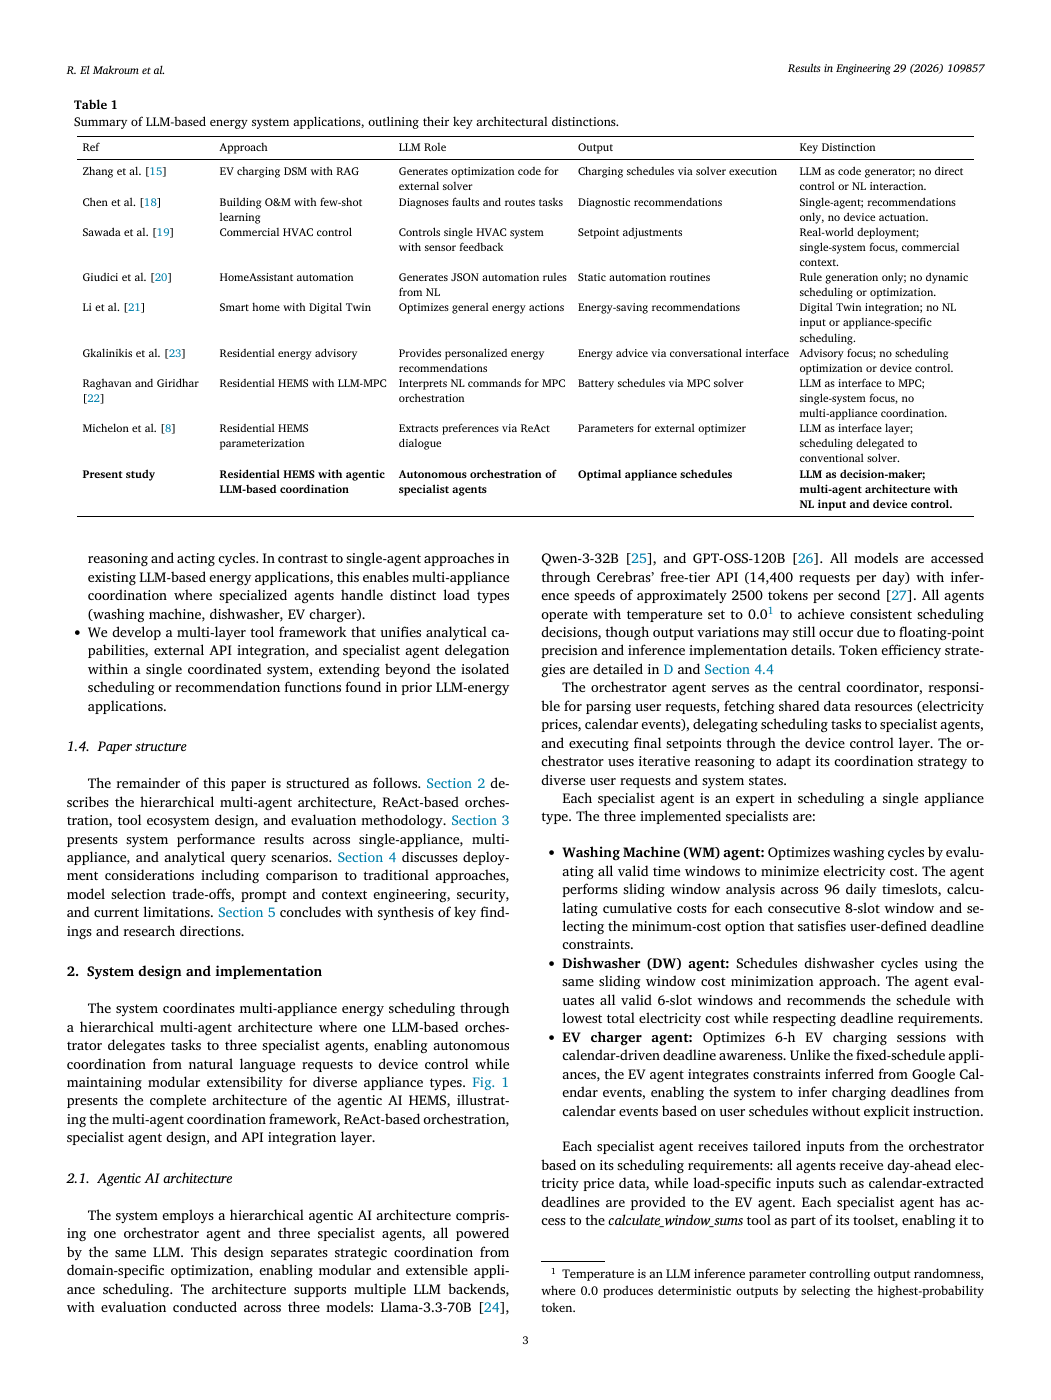 R. El Makroum et al.
Results in Engineering 29 (2026) 109857
Table 1
Summary of LLM-based energy system applications, outlining their key architectural distinctions.
Ref Approach LLM Role Output Key Distinction
Zhang et al. [15] EV charging DSM with RAG Generates optimization code for Charging schedules via solver execution LLM as code generator; no direct
external solver control or NL interaction.
Chen et al. [18] Building O&M with few-shot Diagnoses faults and routes tasks Diagnostic recommendations Single-agent; recommendations
learning only, no device actuation.
Sawada et al. [19] Commercial HVAC control Controls single HVAC system Setpoint adjustments Real-world deployment;
with sensor feedback single-system focus, commercial
context.
Giudici et al. [20] HomeAssistant automation Generates JSON automation rules Static automation routines Rule generation only; no dynamic
from NL scheduling or optimization.
Li et al. [21] Smart home with Digital Twin Optimizes general energy actions Energy-saving recommendations Digital Twin integration; no NL
input or appliance-specific
scheduling.
Gkalinikis et al. [23] Residential energy advisory Provides personalized energy Energy advice via conversational interface Advisory focus; no scheduling
recommendations optimization or device control.
Raghavan and Giridhar Residential HEMS with LLM-MPC Interprets NL commands for MPC Battery schedules via MPC solver LLM as interface to MPC;
[22] orchestration single-system focus, no
multi-appliance coordination.
Michelon et al. [8] Residential HEMS Extracts preferences via ReAct Parameters for external optimizer LLM as interface layer;
parameterization dialogue scheduling delegated to
conventional solver.
Present study Residential HEMS with agentic Autonomous orchestration of Optimal appliance schedules LLM as decision-maker;
LLM-based coordination specialist agents multi-agent architecture with
NL input and device control.
reasoning and acting cycles. In contrast to single-agent approaches in
existing LLM-based energy applications, this enables multi-appliance
coordination where specialized agents handle distinct load types
(washing machine, dishwasher, EV charger).
• We develop a multi-layer tool framework that unifies analytical ca-
pabilities, external API integration, and specialist agent delegation
within a single coordinated system, extending beyond the isolated
scheduling or recommendation functions found in prior LLM-energy
applications.
1.4. Paper structure
The remainder of this paper is structured as follows. Section 2 de-
scribes the hierarchical multi-agent architecture, ReAct-based orches-
tration, tool ecosystem design, and evaluation methodology. Section 3
presents system performance results across single-appliance, multi-
appliance, and analytical query scenarios. Section 4 discusses deploy-
ment considerations including comparison to traditional approaches,
model selection trade-offs, prompt and context engineering, security,
and current limitations. Section 5 concludes with synthesis of key find-
ings and research directions.
2. System design and implementation
The system coordinates multi-appliance energy scheduling through
a hierarchical multi-agent architecture where one LLM-based orches-
trator delegates tasks to three specialist agents, enabling autonomous
coordination from natural language requests to device control while
maintaining modular extensibility for diverse appliance types. Fig. 1
presents the complete architecture of the agentic AI HEMS, illustrat-
ing the multi-agent coordination framework, ReAct-based orchestration,
specialist agent design, and API integration layer.
2.1. Agentic AI architecture
The system employs a hierarchical agentic AI architecture compris-
ing one orchestrator agent and three specialist agents, all powered
by the same LLM. This design separates strategic coordination from
domain-specific optimization, enabling modular and extensible appli-
ance scheduling. The architecture supports multiple LLM backends,
with evaluation conducted across three models: Llama-3.3-70B [24],
Qwen-3-32B [25], and GPT-OSS-120B [26]. All models are accessed
through Cerebras’ free-tier API (14,400 requests per day) with infer-
ence speeds of approximately 2500 tokens per second [27]. All agents
operate with temperature set to 0.0¹ to achieve consistent scheduling
decisions, though output variations may still occur due to floating-point
precision and inference implementation details. Token efficiency strate-
gies are detailed in D and Section 4.4
The orchestrator agent serves as the central coordinator, responsi-
ble for parsing user requests, fetching shared data resources (electricity
prices, calendar events), delegating scheduling tasks to specialist agents,
and executing final setpoints through the device control layer. The or-
chestrator uses iterative reasoning to adapt its coordination strategy to
diverse user requests and system states.
Each specialist agent is an expert in scheduling a single appliance
type. The three implemented specialists are:
• Washing Machine (WM) agent: Optimizes washing cycles by evalu-
ating all valid time windows to minimize electricity cost. The agent
performs sliding window analysis across 96 daily timeslots, calcu-
lating cumulative costs for each consecutive 8-slot window and se-
lecting the minimum-cost option that satisfies user-defined deadline
constraints.
• Dishwasher (DW) agent: Schedules dishwasher cycles using the
same sliding window cost minimization approach. The agent eval-
uates all valid 6-slot windows and recommends the schedule with
lowest total electricity cost while respecting deadline requirements.
• EV charger agent: Optimizes 6-h EV charging sessions with
calendar-driven deadline awareness. Unlike the fixed-schedule appli-
ances, the EV agent integrates constraints inferred from Google Cal-
endar events, enabling the system to infer charging deadlines from
calendar events based on user schedules without explicit instruction.
Each specialist agent receives tailored inputs from the orchestrator
based on its scheduling requirements: all agents receive day-ahead elec-
tricity price data, while load-specific inputs such as calendar-extracted
deadlines are provided to the EV agent. Each specialist agent has ac-
cess to the calculate_window_sums tool as part of its toolset, enabling it to
¹ Temperature is an LLM inference parameter controlling output randomness,
where 0.0 produces deterministic outputs by selecting the highest-probability
token.
3